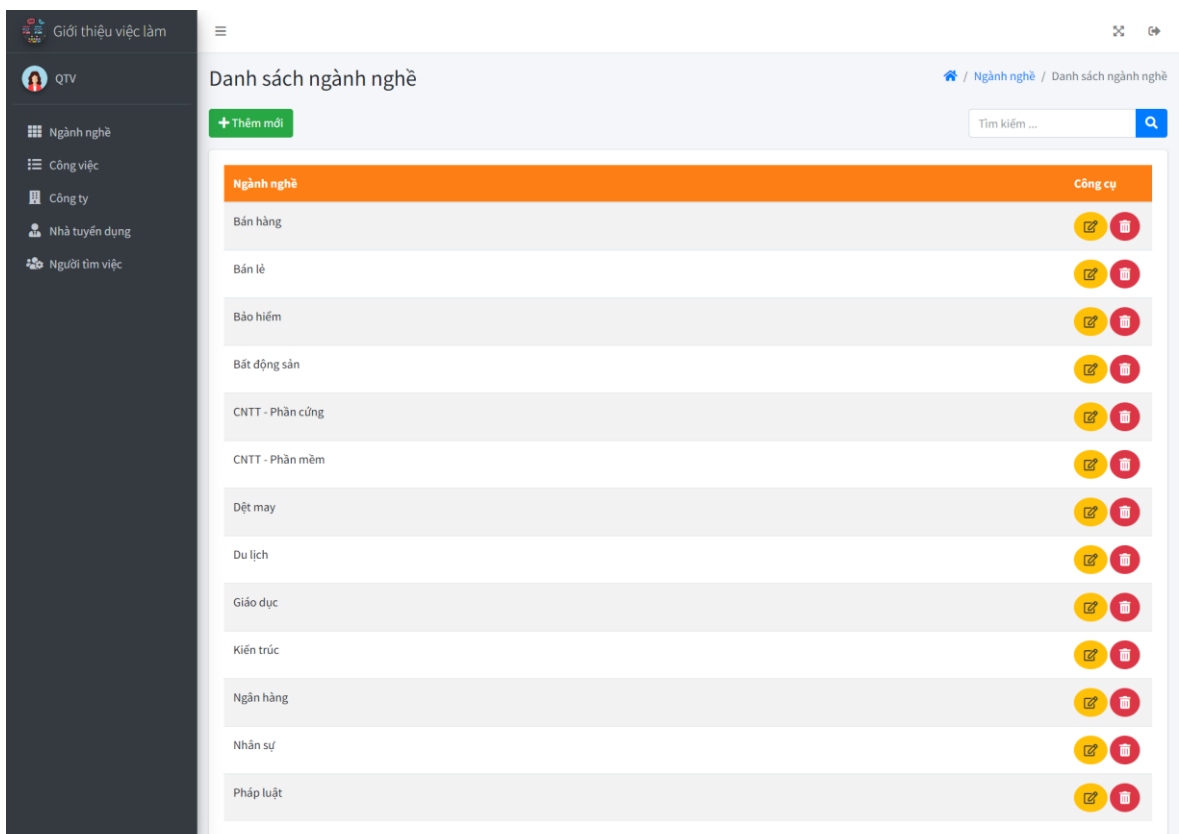 Giới thiệu việc làm
QTV
Ngành nghề
Công việc
Công ty
Nhà tuyển dụng
Người tìm việc
Danh sách ngành nghề
/ Ngành nghề / Danh sách ngành nghề
Thêm mới
Tìm kiếm ...
Ngành nghề Công cụ
Bán hàng
Bán lẻ
Bảo hiểm
Bất động sản
CNTT - Phần cứng
CNTT - Phần mềm
Dệt may
Du lịch
Giáo dục
Kiến trúc
Ngân hàng
Nhân sự
Pháp luật